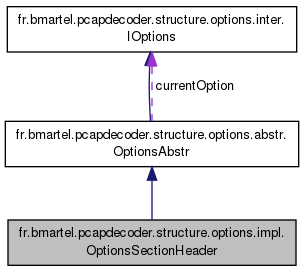 fr.bmartel.pcapdecoder.structure.options.inter.
IOptions
currentOption
fr.bmartel.pcapdecoder.structure.options.abstr.
OptionsAbstr
fr.bmartel.pcapdecoder.structure.options.impl.
OptionsSectionHeader